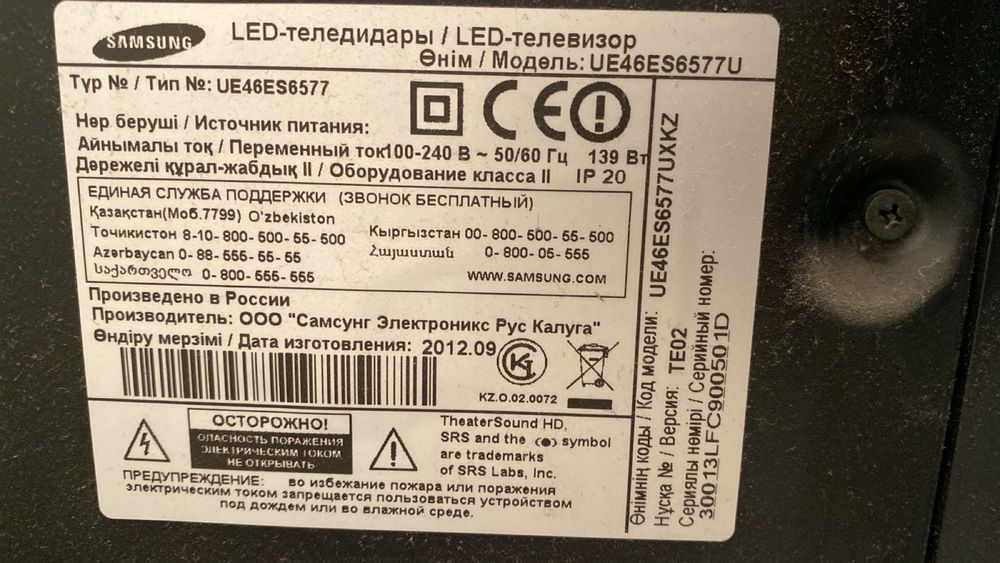 SAMSUNG
LED-теледидары / LED-телевизор
Өнім / Модель: UE46ES6577U
Түр № / Тип №: UE46ES6577
Нәр беруші / Источник питания:
Айнымалы ток / Переменный ток100-240 В ~ 50/60 Гц 139 Вт
Дәрежелі құрал-жабдық II / Оборудование класса II IP 20
ЕДИНАЯ СЛУЖБА ПОДДЕРЖКИ (ЗВОНОК БЕСПЛАТНЫЙ)
Қазақстан(Моб.7799) O'zbekiston
Точикистон 8-10-800-500-55-500
Кыргызстан 00-800-500-55-500
Azərbaycan 0-88-555-55-55
Հայաստան 0-800-05-555
საქართველო 0-800-555-555
WWW.SAMSUNG.COM
Произведено в России
Производитель: ООО "Самсунг Электроникс Рус Калуга"
Өндіру мерзімі / Дата изготовления: 2012.09
KZ.O.02.0072
ОСТОРОЖНО!
ОПАСНОСТЬ ПОРАЖЕНИЯ
ЭЛЕКТРИЧЕСКИМ ТОКОМ
НЕ ОТКРЫВАТЬ
ПРЕДУПРЕЖДЕНИЕ: во избежание пожара или поражения
электрическим током запрещается пользоваться устройством
под дождем или во влажной среде.
TheaterSound HD,
SRS and the (●) symbol
are trademarks
of SRS Labs, Inc.
Өнімнің коды / Код модели: UE46ES6577UXKZ
Нұсқа № / Версия: TE02
Сериялы нөмірі / Серийный номер:
30013LFC900501D